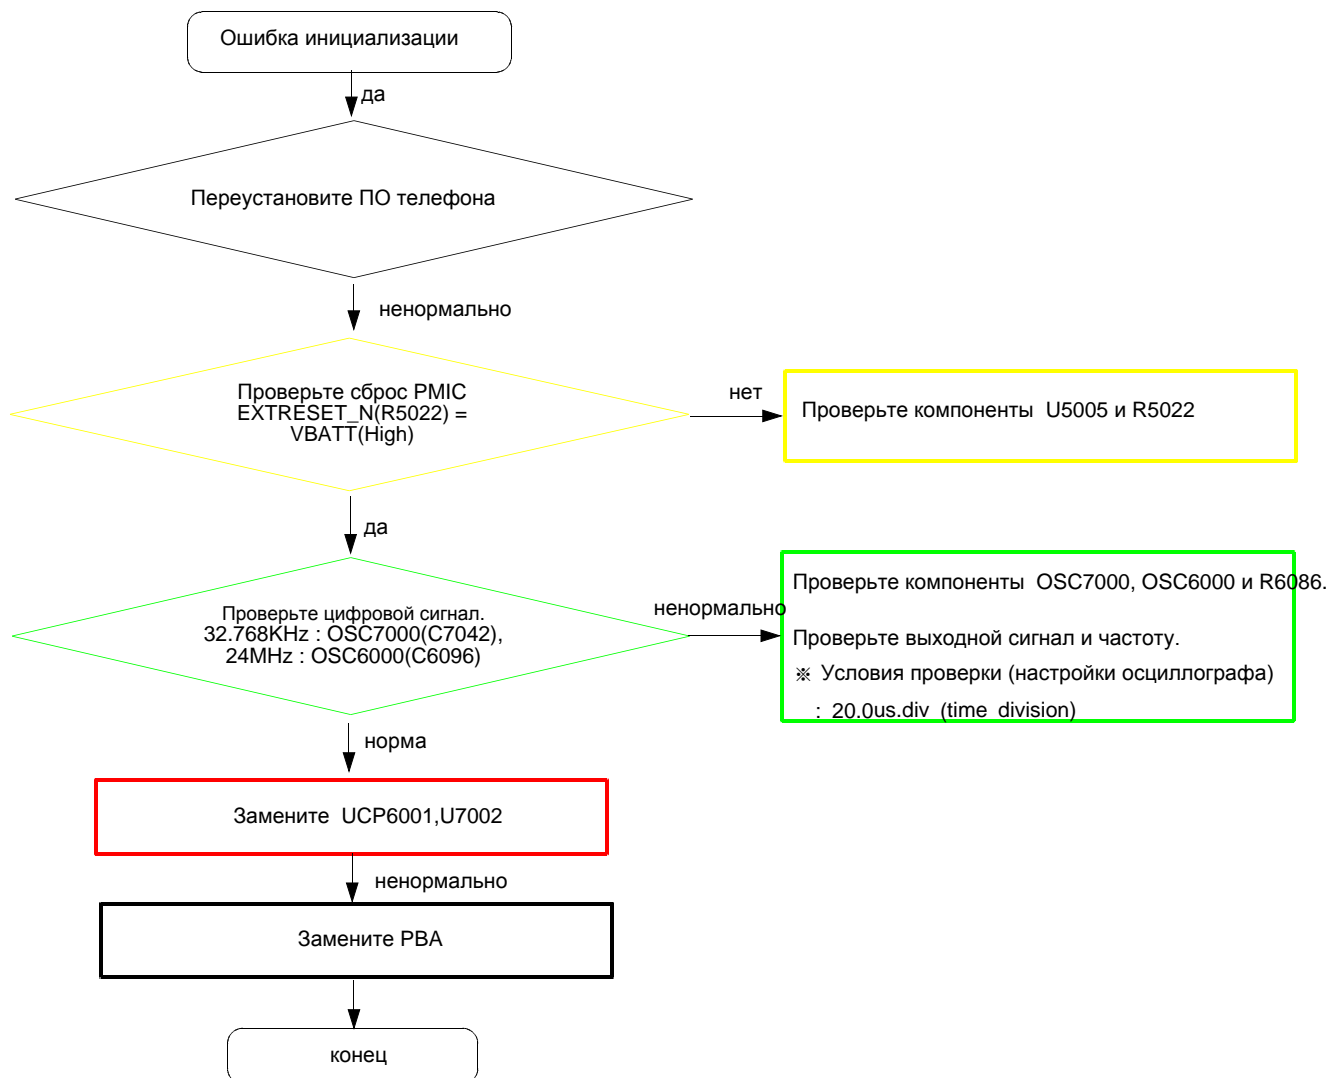 Ошибка инициализации
да
Переустановите ПО телефона
ненормально
Проверьте сброс PMIC
EXTRESET_N(R5022) =
VBATT(High)
нет
Проверьте компоненты U5005 и R5022
да
Проверьте цифровой сигнал.
32.768KHz : OSC7000(C7042),
24MHz : OSC6000(C6096)
ненормально
Проверьте компоненты OSC7000, OSC6000 и R6086.
Проверьте выходной сигнал и частоту.
※ Условия проверки (настройки осциллографа)
: 20.0us.div (time division)
норма
Замените UCP6001,U7002
ненормально
Замените PBA
конец